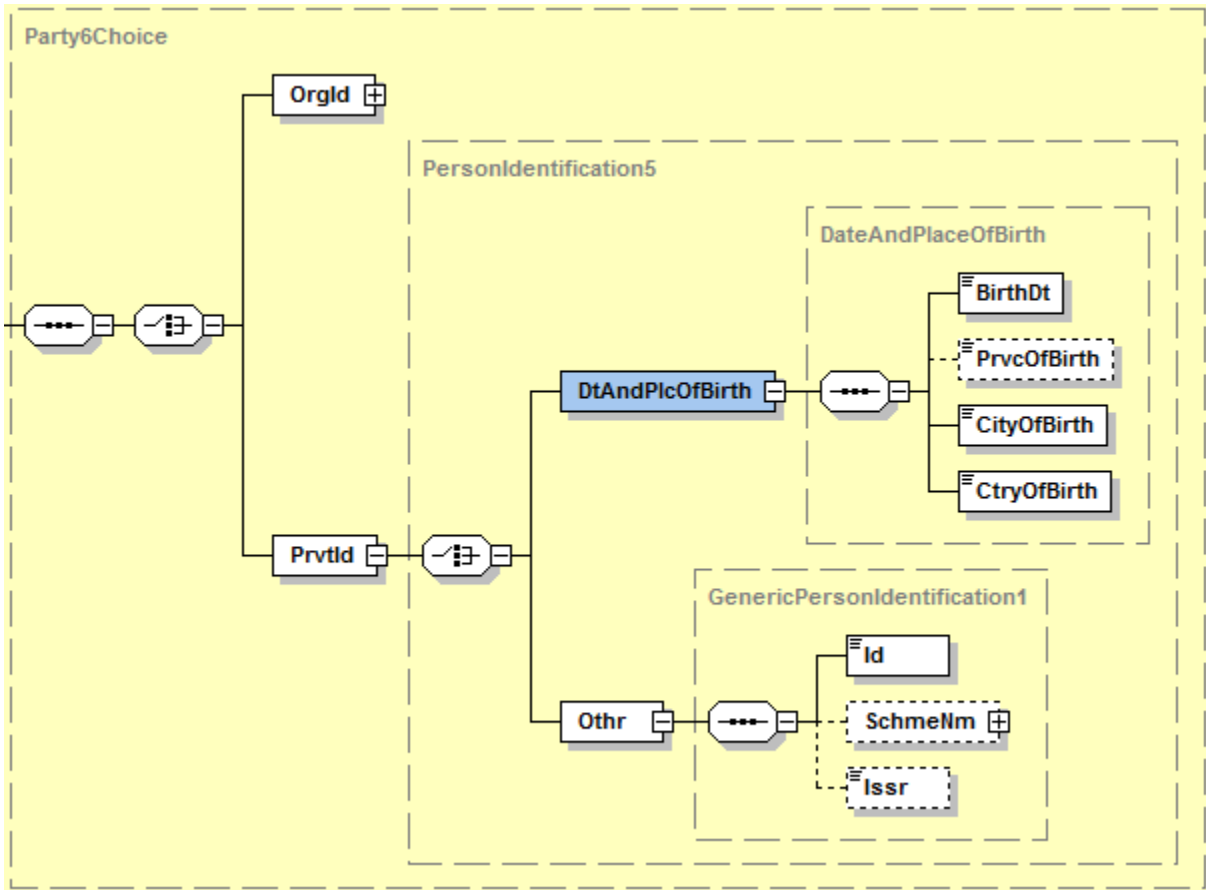 Party6Choice
OrgId
PersonIdentification5
DateAndPlaceOfBirth
BirthDt
PrvcOfBirth
DtAndPlcOfBirth
CityOfBirth
CtryOfBirth
PrvtId
GenericPersonIdentification1
Id
Othr
SchmeNm
Issr